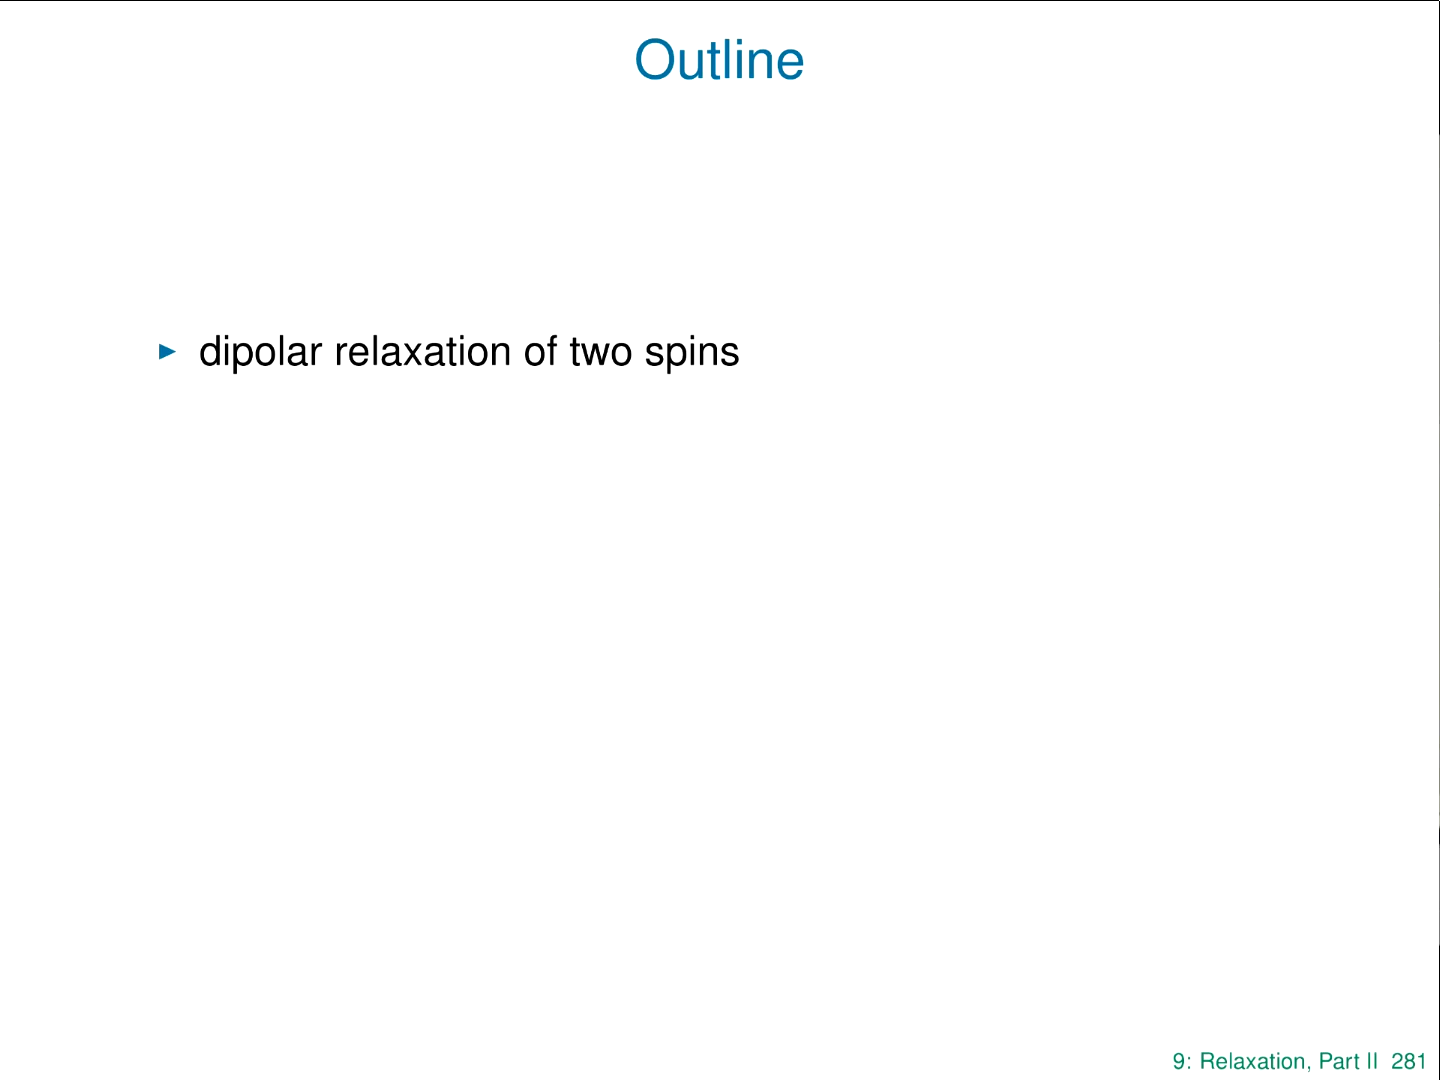 Outline
▶ dipolar relaxation of two spins
9: Relaxation, Part II 281